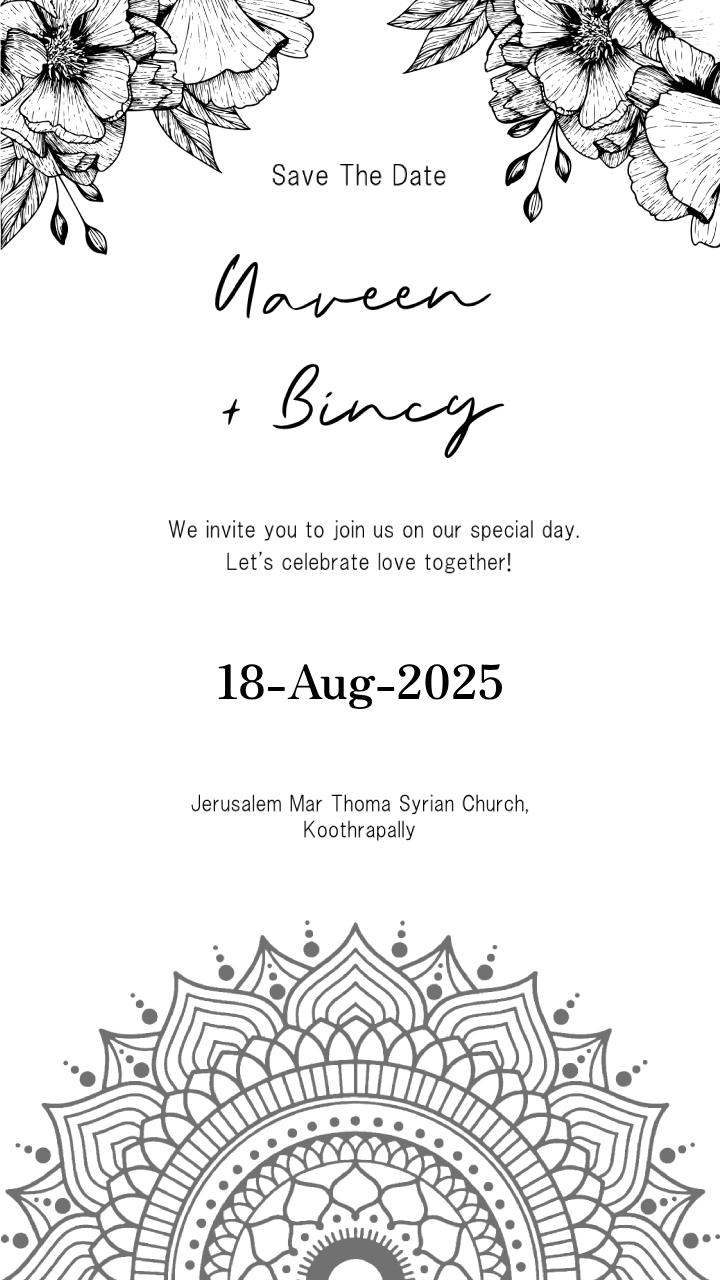 Save The Date
Naveen
+ Bincy
We invite you to join us on our special day.
Let's celebrate love together!
18-Aug-2025
Jerusalem Mar Thoma Syrian Church,
Koothrapally